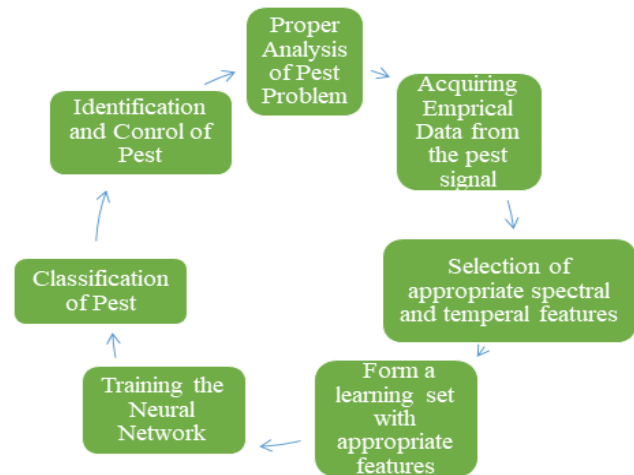 Proper
Analysis
of Pest
Problem
Acquiring
Emprical
Data from
the pest
signal
Selection of
appropriate spectral
and temperal features
Form a
learning set
with
appropriate
features
Training the
Neural
Network
Classification
of Pest
Identification
and Conrol of
Pest